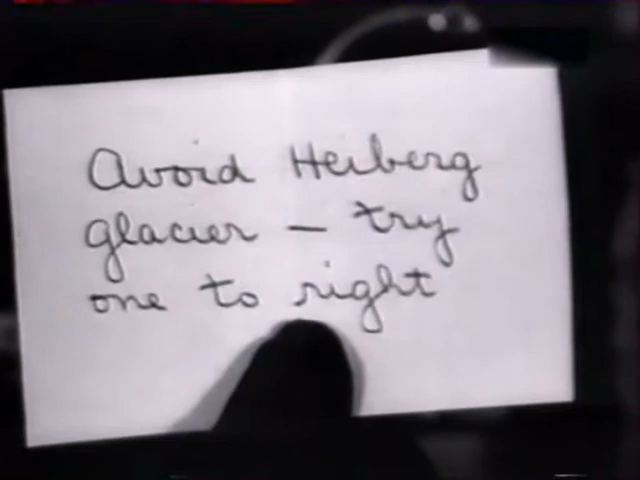 Avoid Heiberg
glacier — try
one to right